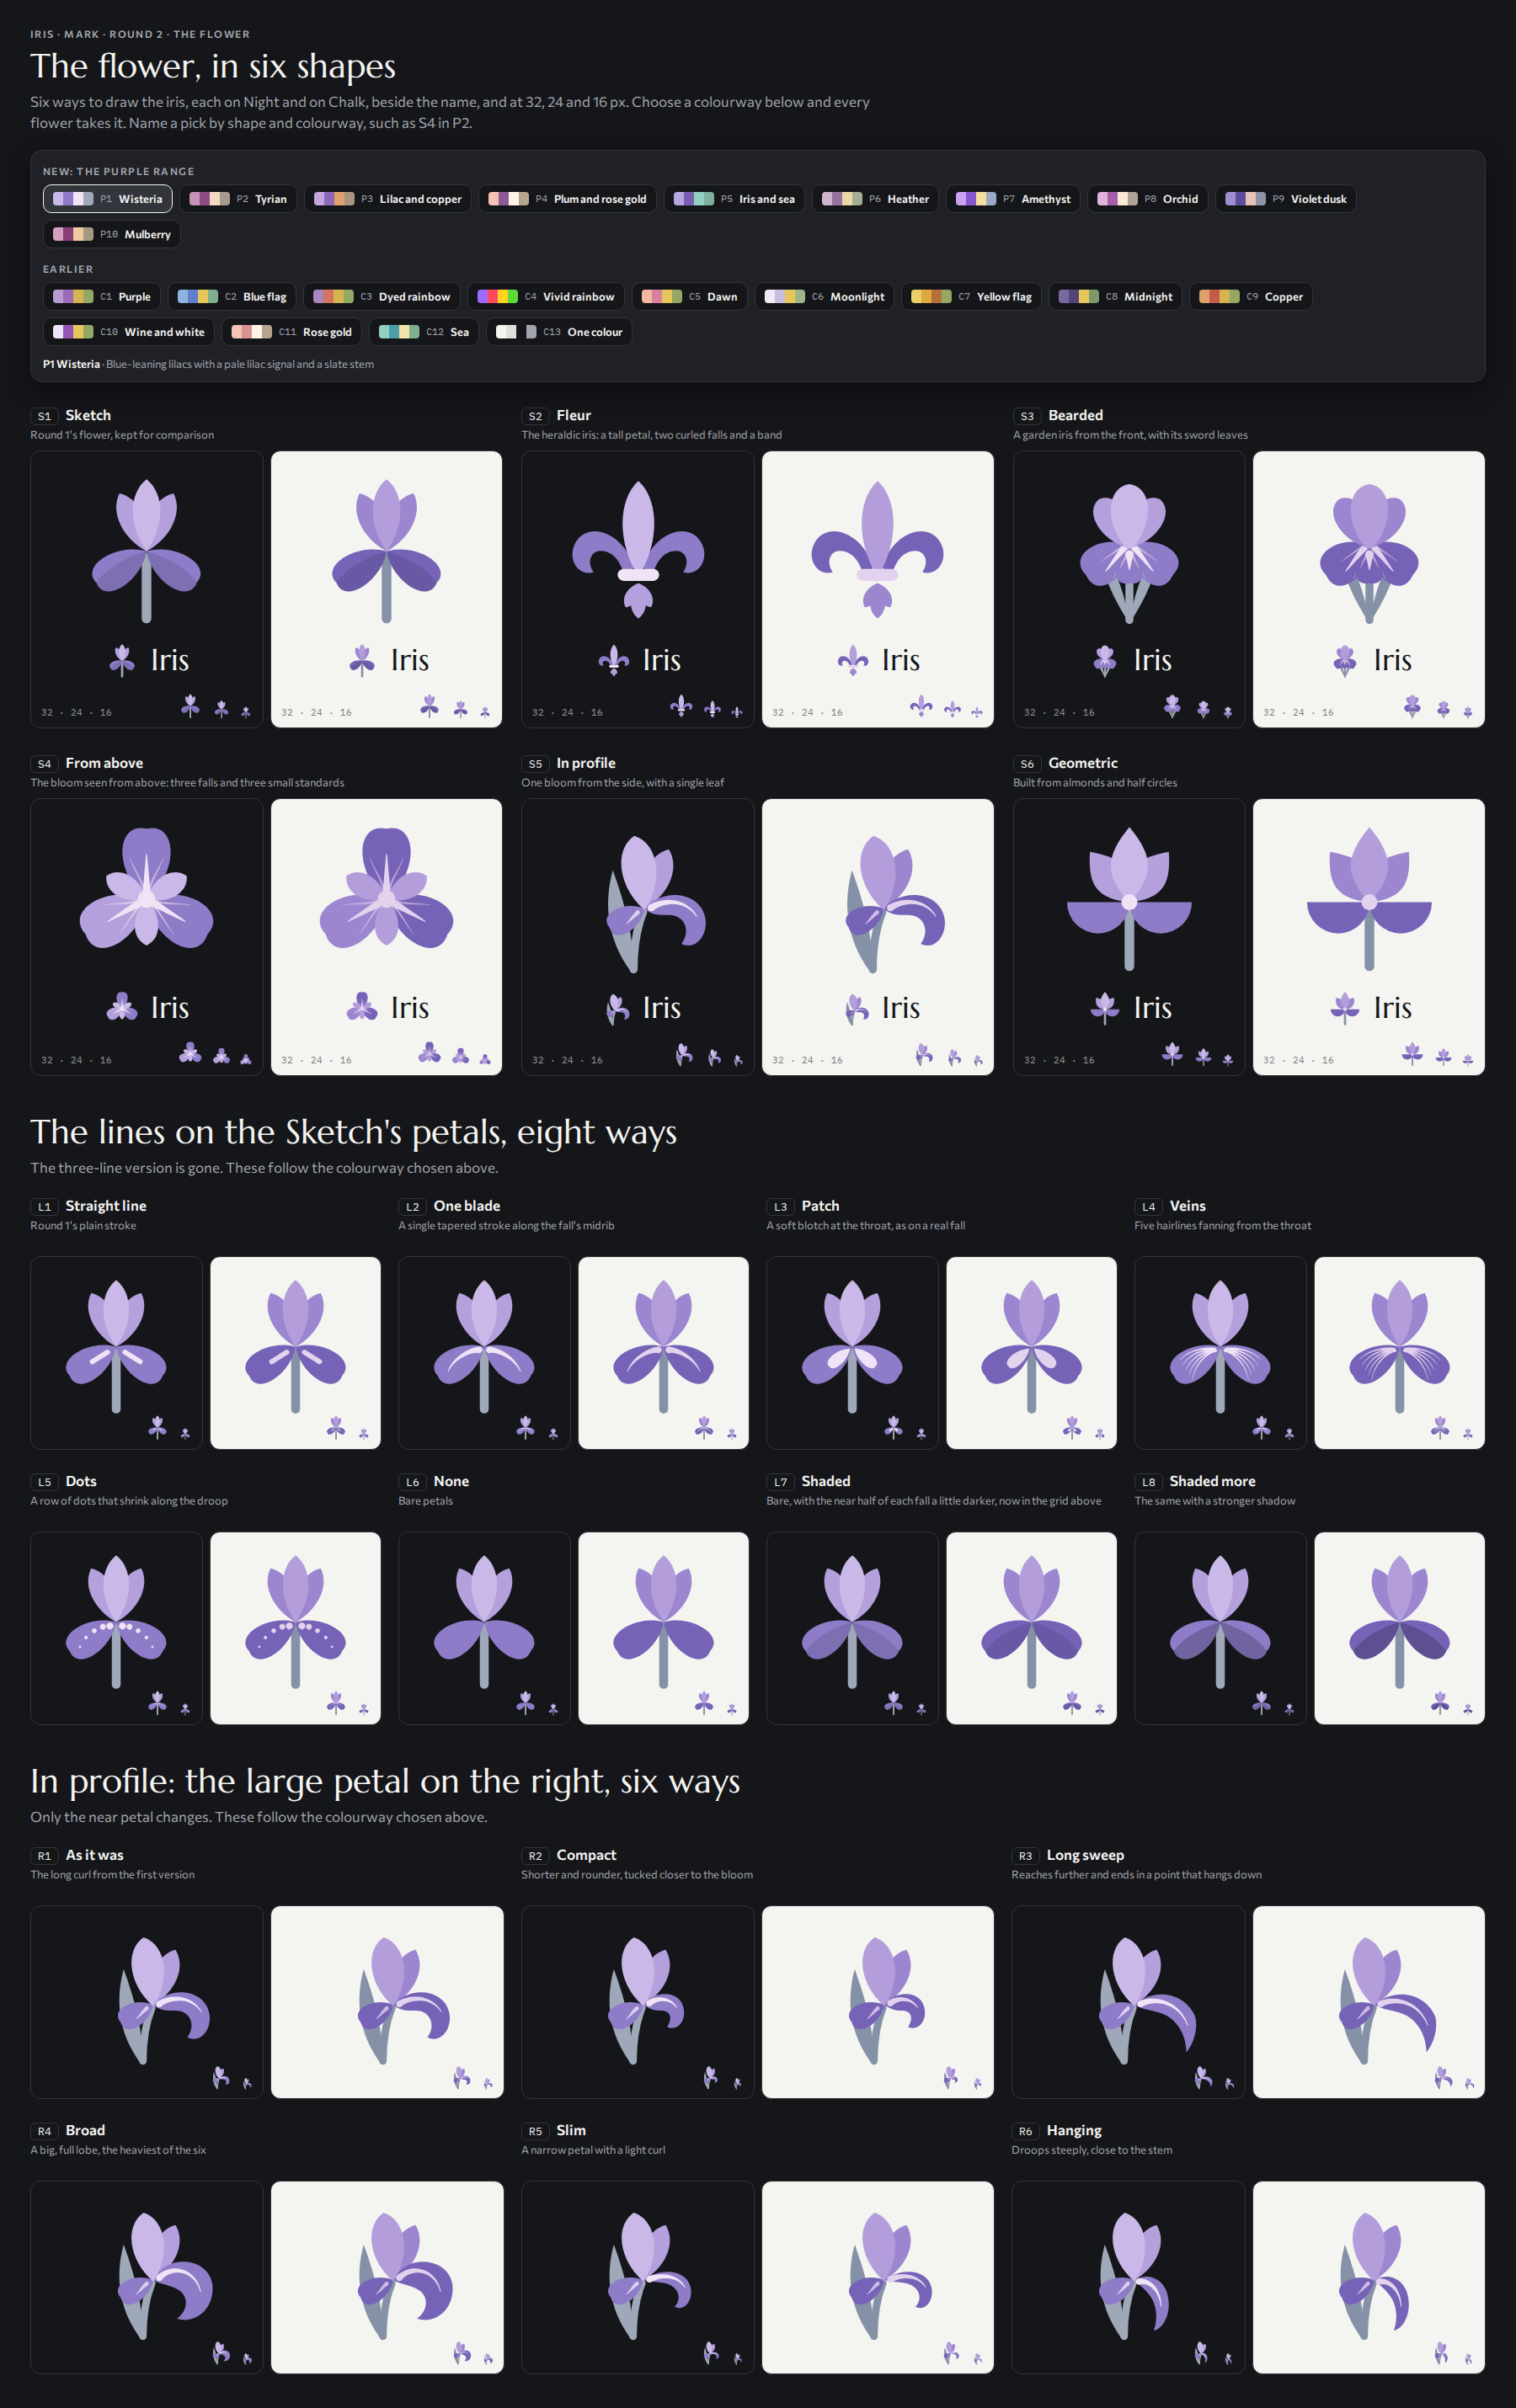 IRIS · MARK · ROUND 2 · THE FLOWER
The flower, in six shapes
Six ways to draw the iris, each on Night and on Chalk, beside the name, and at 32, 24 and 16 px. Choose a colourway below and every
flower takes it. Name a pick by shape and colourway, such as S4 in P2.
NEW: THE PURPLE RANGE
P1 Wisteria P2 Tyrian P3 Lilac and copper P4 Plum and rose gold P5 Iris and sea P6 Heather P7 Amethyst P8 Orchid P9 Violet dusk
P10 Mulberry
EARLIER
C1 Purple C2 Blue flag C3 Dyed rainbow C4 Vivid rainbow C5 Dawn C6 Moonlight C7 Yellow flag C8 Midnight C9 Copper
C10 Wine and white C11 Rose gold C12 Sea C13 One colour
P1 Wisteria · Blue-leaning lilacs with a pale lilac signal and a slate stem
S1 Sketch S2 Fleur S3 Bearded
Round 1's flower, kept for comparison The heraldic iris: a tall petal, two curled falls and a band A garden iris from the front, with its sword leaves
Iris Iris Iris Iris Iris Iris
32 · 24 · 16 32 · 24 · 16 32 · 24 · 16 32 · 24 · 16 32 · 24 · 16 32 · 24 · 16
S4 From above S5 In profile S6 Geometric
The bloom seen from above: three falls and three small standards One bloom from the side, with a single leaf Built from almonds and half circles
Iris Iris Iris Iris Iris Iris
32 · 24 · 16 32 · 24 · 16 32 · 24 · 16 32 · 24 · 16 32 · 24 · 16 32 · 24 · 16
The lines on the Sketch's petals, eight ways
The three-line version is gone. These follow the colourway chosen above.
L1 Straight line L2 One blade L3 Patch L4 Veins
Round 1's plain stroke A single tapered stroke along the fall's midrib A soft blotch at the throat, as on a real fall Five hairlines fanning from the throat
L5 Dots L6 None L7 Shaded L8 Shaded more
A row of dots that shrink along the droop Bare petals Bare, with the near half of each fall a little darker, now in the grid above The same with a stronger shadow
In profile: the large petal on the right, six ways
Only the near petal changes. These follow the colourway chosen above.
R1 As it was R2 Compact R3 Long sweep
The long curl from the first version Shorter and rounder, tucked closer to the bloom Reaches further and ends in a point that hangs down
R4 Broad R5 Slim R6 Hanging
A big, full lobe, the heaviest of the six A narrow petal with a light curl Droops steeply, close to the stem